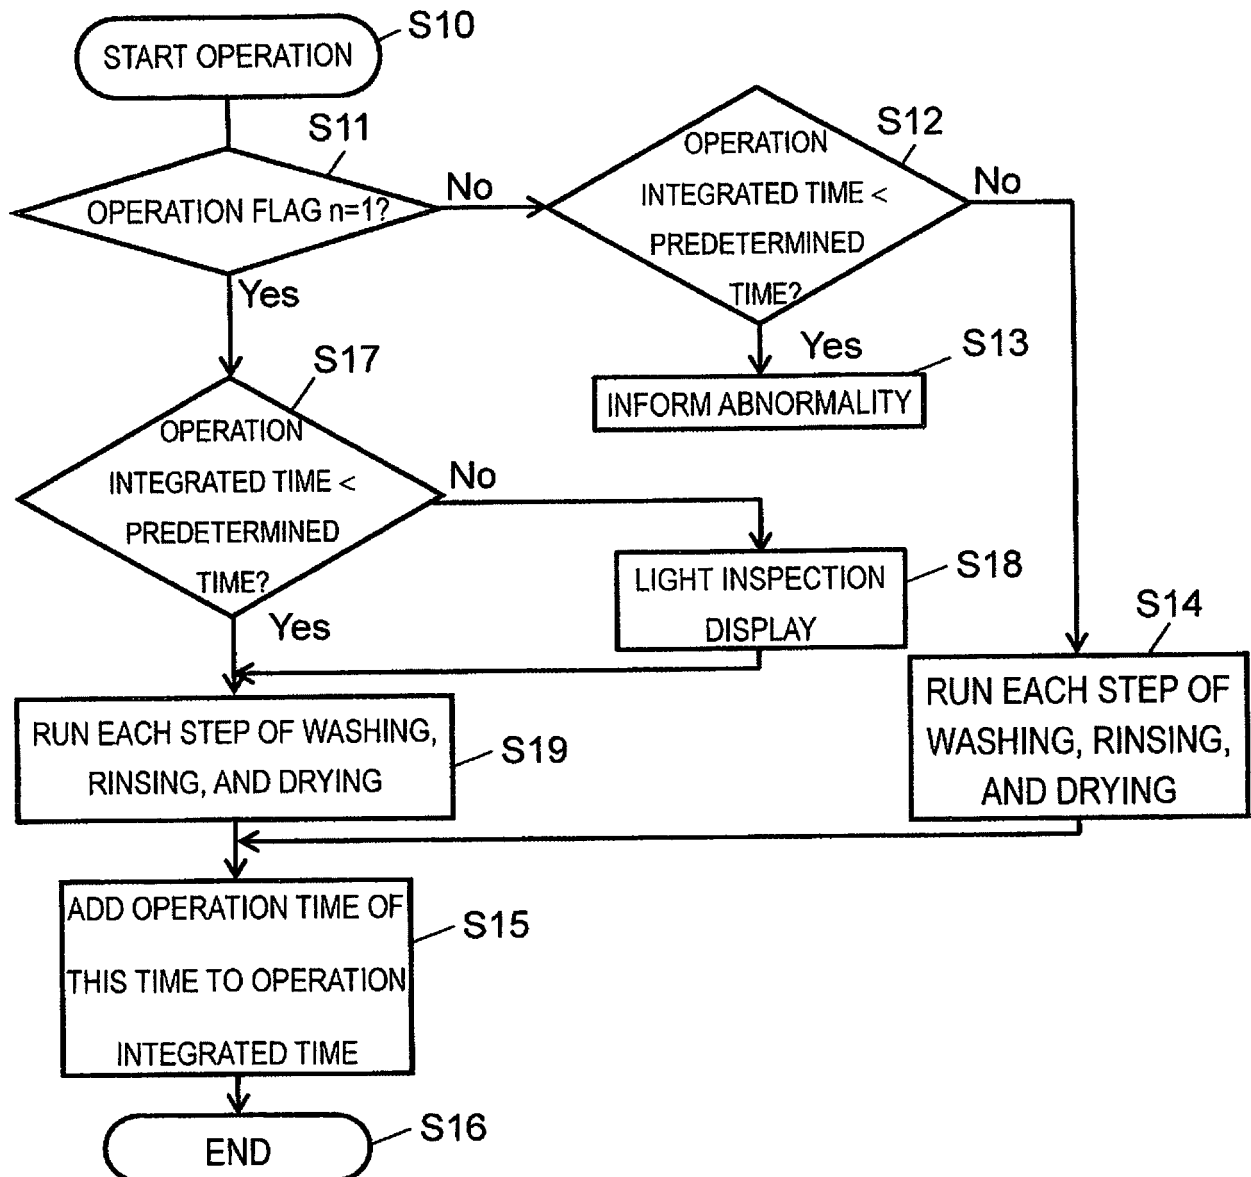 START OPERATION
S10
S11
OPERATION FLAG n=1?
No
Yes
S12
OPERATION
INTEGRATED TIME <
PREDETERMINED
TIME?
No
Yes
S13
INFORM ABNORMALITY
S17
OPERATION
INTEGRATED TIME <
PREDETERMINED
TIME?
No
Yes
S18
LIGHT INSPECTION
DISPLAY
S14
RUN EACH STEP OF
WASHING, RINSING,
AND DRYING
RUN EACH STEP OF WASHING,
RINSING, AND DRYING
S19
ADD OPERATION TIME OF
THIS TIME TO OPERATION
INTEGRATED TIME
S15
END
S16